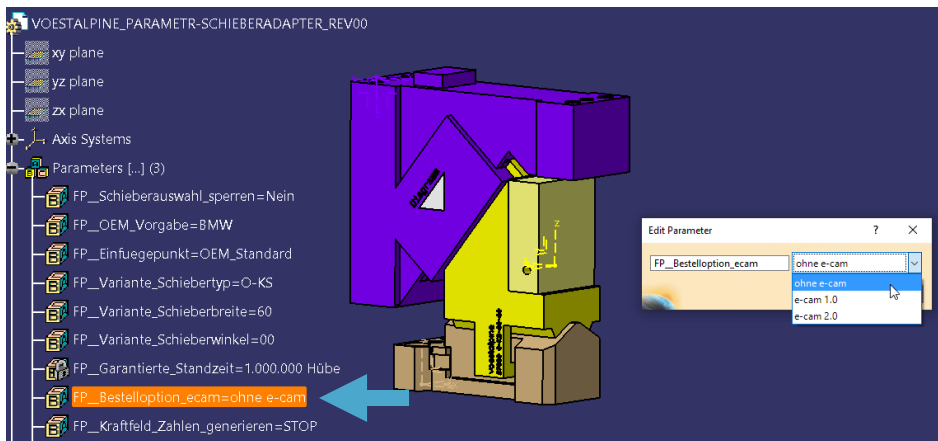 VOESTALPINE_PARAMETR-SCHIEBERADAPTER_REV00
xy plane
yz plane
zx plane
Axis Systems
Parameters [...] (3)
FP__Schieberauswahl_sperren=Nein
FP__OEM_Vorgabe=BMW
FP__Einfuegepunkt=OEM_Standard
FP__Variante_Schiebertyp=O-KS
FP__Variante_Schieberbreite=60
FP__Variante_Schieberwinkel=00
FP__Garantierte_Standzeit=1.000.000 Hübe
FP__Bestelloption_ecam=ohne e-cam
FP__Kraftfeld_Zahlen_generieren=STOP
Diagramm
z
voestalpine
Edit Parameter
? ×
FP__Bestelloption_ecam
ohne e-cam
ohne e-cam
e-cam 1.0
e-cam 2.0